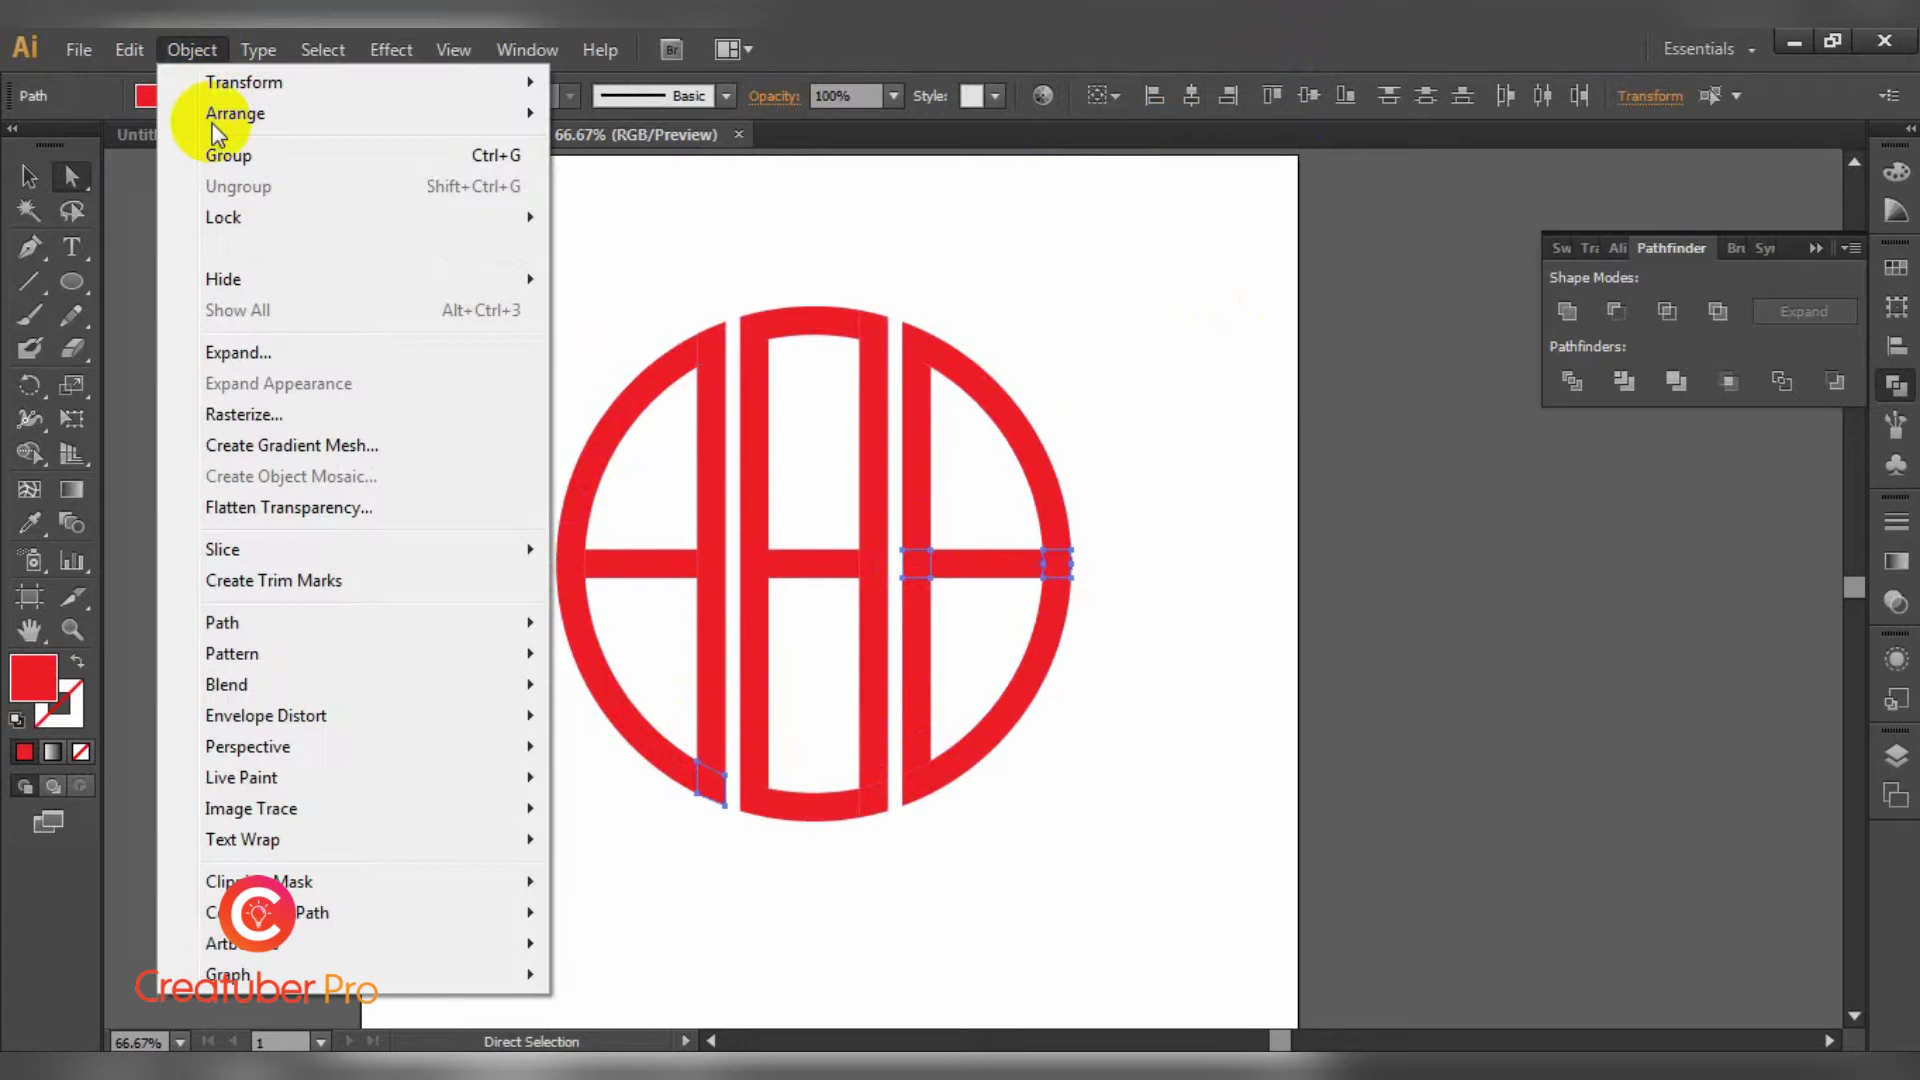 Ai File Edit Object Type Select Effect View Window Help Br Essentials
Path Basic Opacity: 100% Style: Transform
66.67% (RGB/Preview)
Transform
Arrange
Group Ctrl+G
Ungroup Shift+Ctrl+G
Lock
Hide
Show All Alt+Ctrl+3
Expand...
Expand Appearance
Rasterize...
Create Gradient Mesh...
Create Object Mosaic...
Flatten Transparency...
Slice
Create Trim Marks
Path
Pattern
Blend
Envelope Distort
Perspective
Live Paint
Image Trace
Text Wrap
Mask
Path
Graph
Creatuber Pro
Pathfinder
Shape Modes:
Expand
Pathfinders:
66.67% 1 Direct Selection